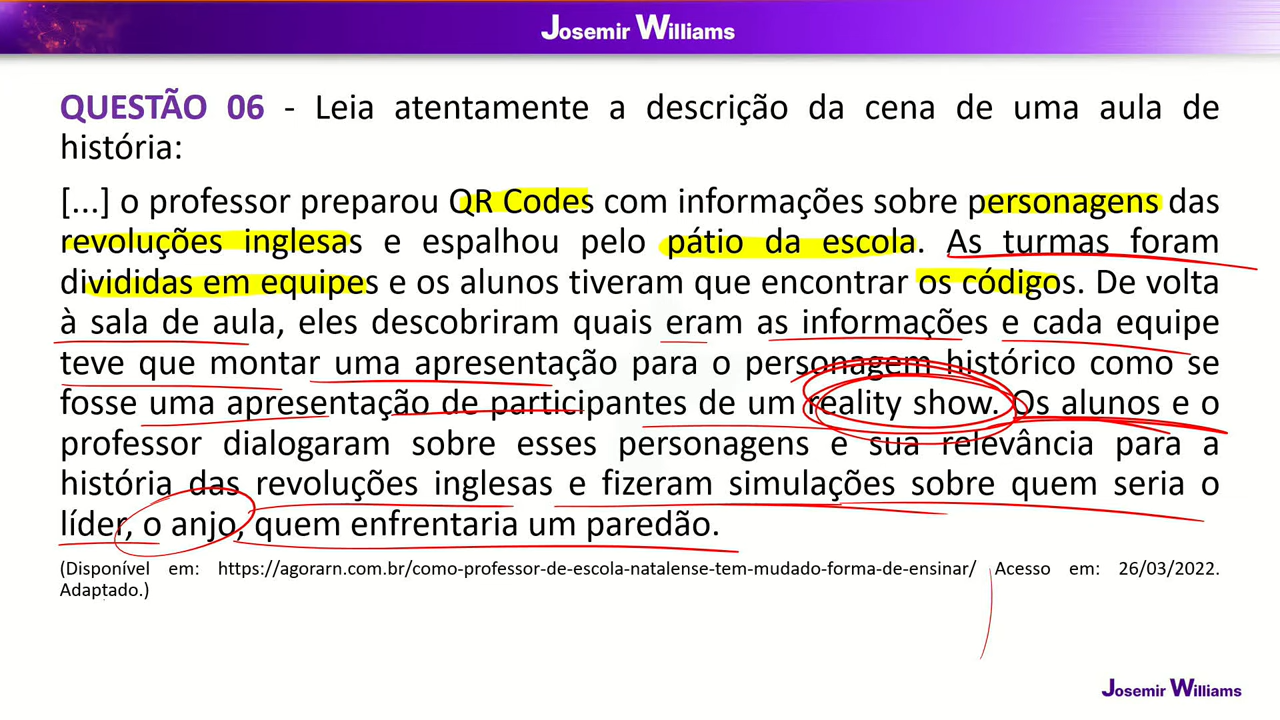 Josemir Williams
QUESTÃO 06 - Leia atentamente a descrição da cena de uma aula de
história:
[...] o professor preparou QR Codes com informações sobre personagens das
revoluções inglesas e espalhou pelo pátio da escola. As turmas foram
divididas em equipes e os alunos tiveram que encontrar os códigos. De volta
à sala de aula, eles descobriram quais eram as informações e cada equipe
teve que montar uma apresentação para o personagem histórico como se
fosse uma apresentação de participantes de um reality show. Os alunos e o
professor dialogaram sobre esses personagens e sua relevância para a
história das revoluções inglesas e fizeram simulações sobre quem seria o
líder, o anjo, quem enfrentaria um paredão.
(Disponível em: https://agorarn.com.br/como-professor-de-escola-natalense-tem-mudado-forma-de-ensinar/ Acesso em: 26/03/2022.
Adaptado.)
Josemir Williams